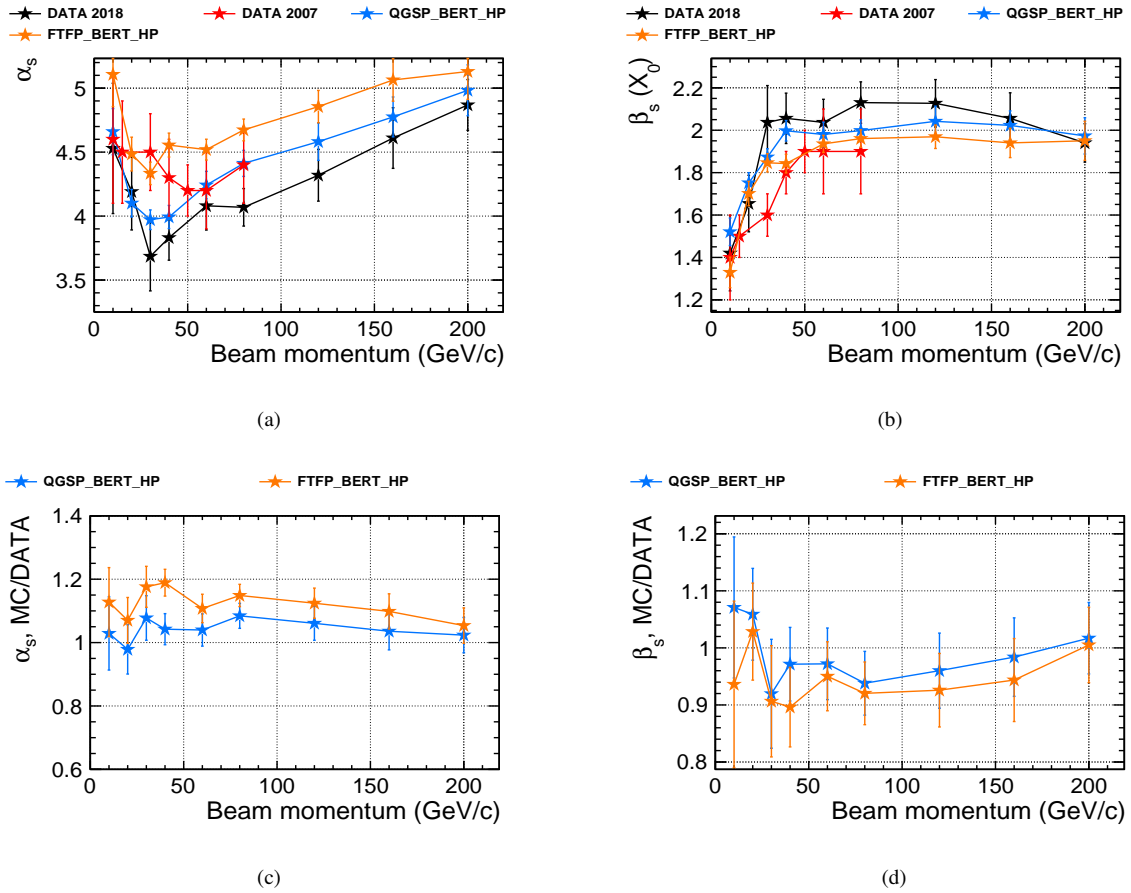 DATA 2018 DATA 2007 QGSP_BERT_HP
FTFP_BERT_HP
α_s
5
4.5
4
3.5
0 50 100 150 200
Beam momentum (GeV/c)
(a)
DATA 2018 DATA 2007 QGSP_BERT_HP
FTFP_BERT_HP
β_s (X_0)
2.2
2
1.8
1.6
1.4
1.2
0 50 100 150 200
Beam momentum (GeV/c)
(b)
QGSP_BERT_HP FTFP_BERT_HP
α_s, MC/DATA
1.4
1.2
1
0.8
0.6
0 50 100 150 200
Beam momentum (GeV/c)
(c)
QGSP_BERT_HP FTFP_BERT_HP
β_s, MC/DATA
1.2
1.1
1
0.9
0.8
0 50 100 150 200
Beam momentum (GeV/c)
(d)